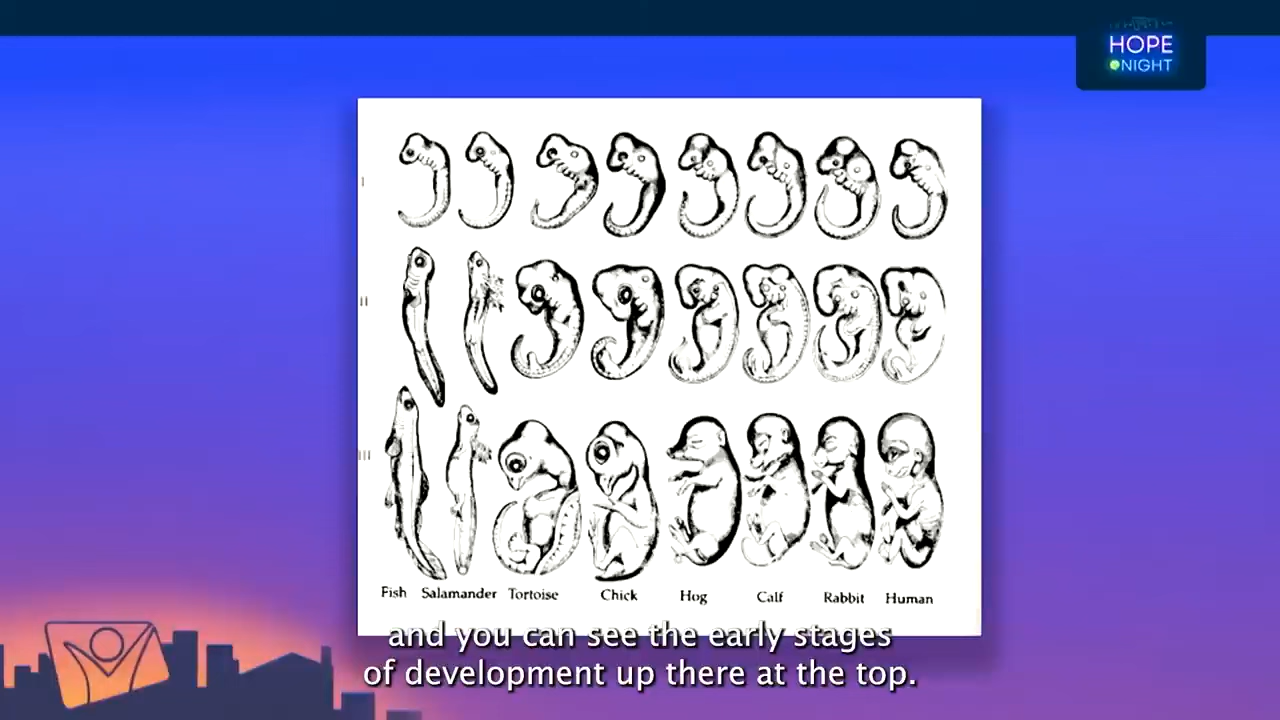 HOPE
NIGHT
I
II
III
Fish Salamander Tortoise Chick Hog Calf Rabbit Human
and you can see the early stages
of development up there at the top.